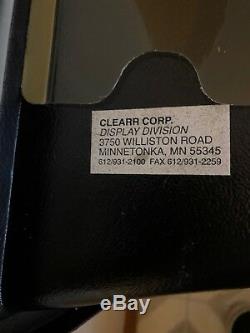 CLEARR CORP.
DISPLAY DIVISION
3750 WILLISTON ROAD
MINNETONKA, MN 55345
612/931-2100 FAX 612/931-2259